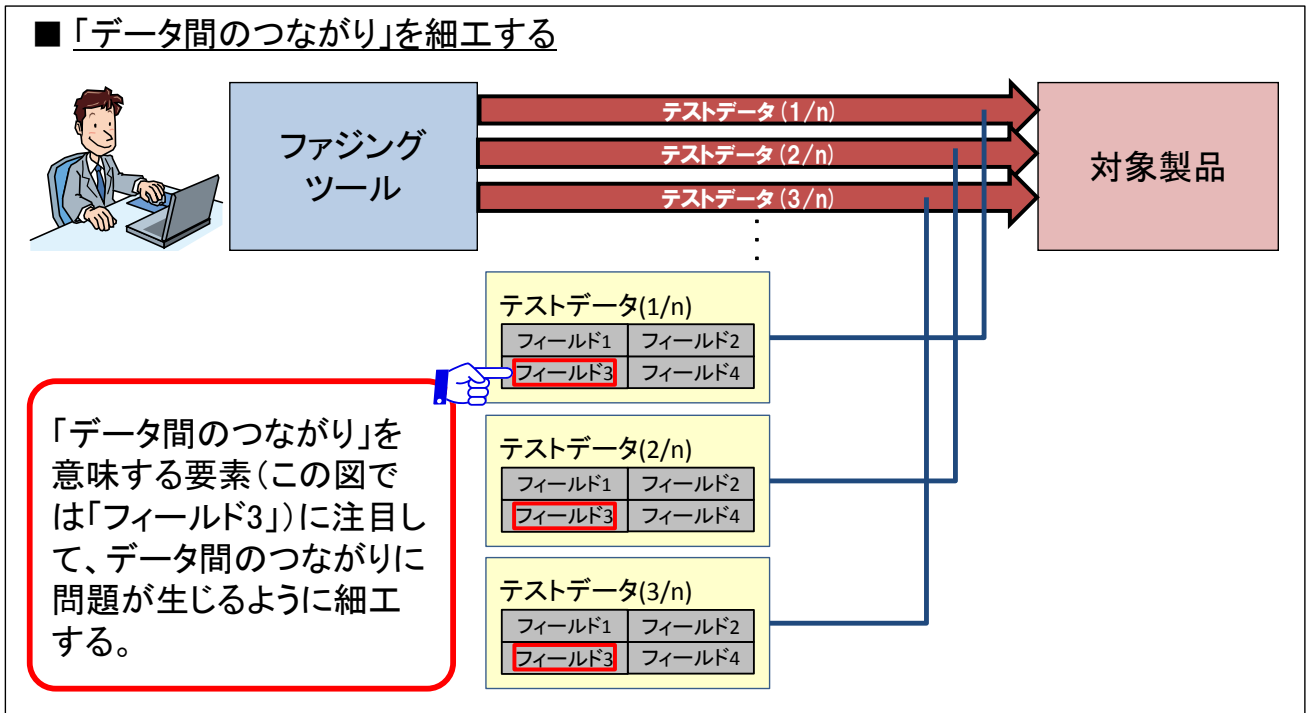 ■ 「データ間のつながり」を細工する
ファジング
ツール
テストデータ(1/n)
テストデータ(2/n)
テストデータ(3/n)
対象製品
テストデータ(1/n)
フィールド1 フィールド2
フィールド3 フィールド4
「データ間のつながり」を
意味する要素(この図で
は「フィールド3」)に注目し
て、データ間のつながりに
問題が生じるように細工
する。
テストデータ(2/n)
フィールド1 フィールド2
フィールド3 フィールド4
テストデータ(3/n)
フィールド1 フィールド2
フィールド3 フィールド4